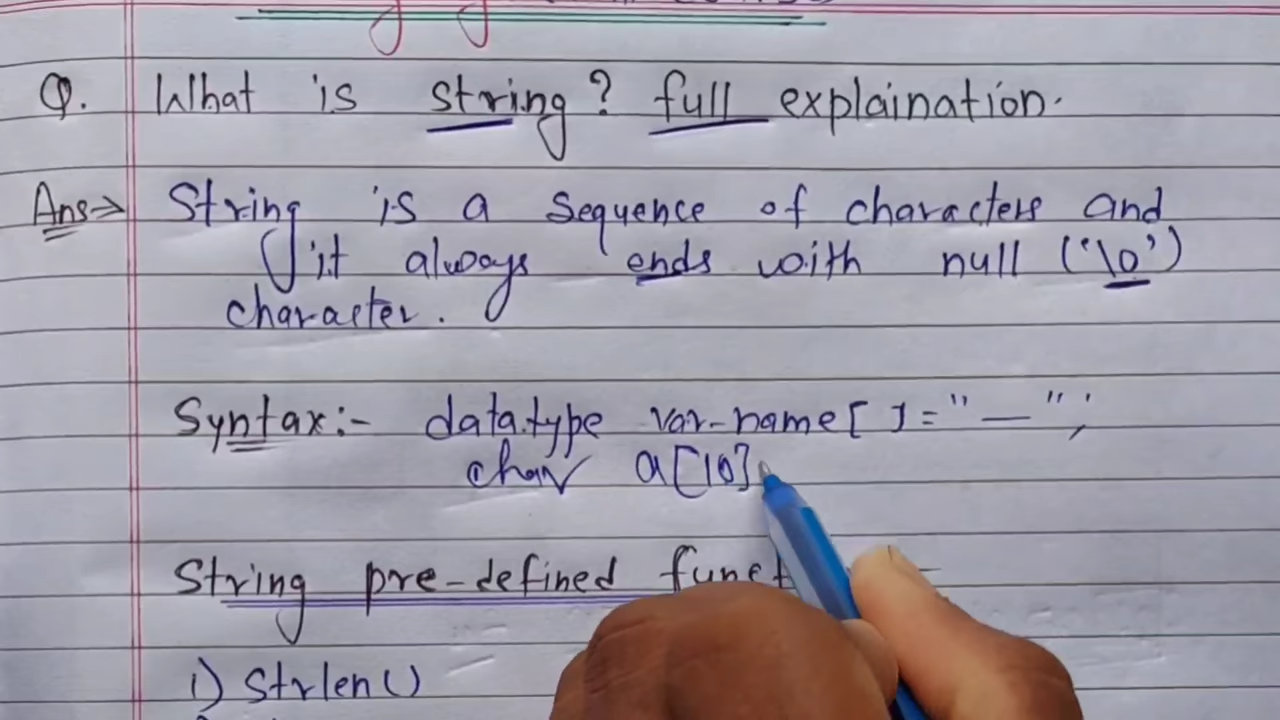 Q. What is string? full explaination.
Ans⇒ String is a sequence of characters and
it always ends with null ('\0')
character.
Syntax:- datatype var-name[ ]="—";
char a[10]
String pre-defined
i) strlen()